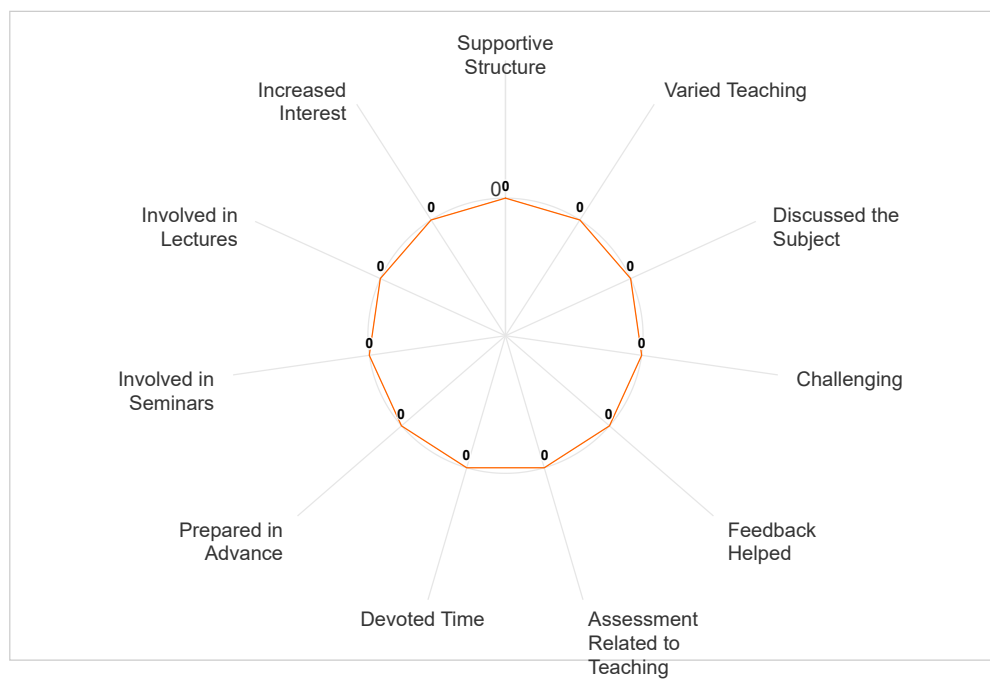 Supportive
Structure
Increased
Interest
Varied Teaching
0
0
0
0
Involved in
Lectures
Discussed the
Subject
0
0
0
0
Involved in
Seminars
Challenging
0
0
0
0
Prepared in
Advance
Feedback
Helped
Devoted Time
Assessment
Related to
Teaching